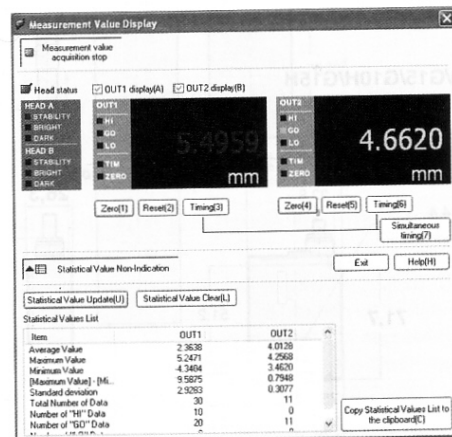 Measurement Value Display
Measurement value
acquisition stop
Head status
OUT1 display(A)
OUT2 display(B)
HEAD A
STABILITY
BRIGHT
DARK
HEAD B
STABILITY
BRIGHT
DARK
OUT1
HI
GO
LO
TIM
ZERO
5.4959
mm
OUT2
HI
GO
LO
TIM
ZERO
4.6620
mm
Zero(1) Reset(2) Timing(3)
Zero(4) Reset(5) Timing(6)
Simultaneous
timing(7)
Statistical Value Non-Indication
Exit Help(H)
Statistical Value Update(U) Statistical Value Clear(L)
Statistical Values List
Item OUT1 OUT2
Average Value 2.3638 4.0128
Maximum Value 5.2471 4.2568
Minimum Value -4.3404 3.4620
[Maximum Value] - [Mi... 9.5875 0.7948
Standard deviation 2.9283 0.3077
Total Number of Data 30 11
Number of "HI" Data 10 0
Number of "GO" Data 20 11
Copy Statistical Values List to
the clipboard(C)